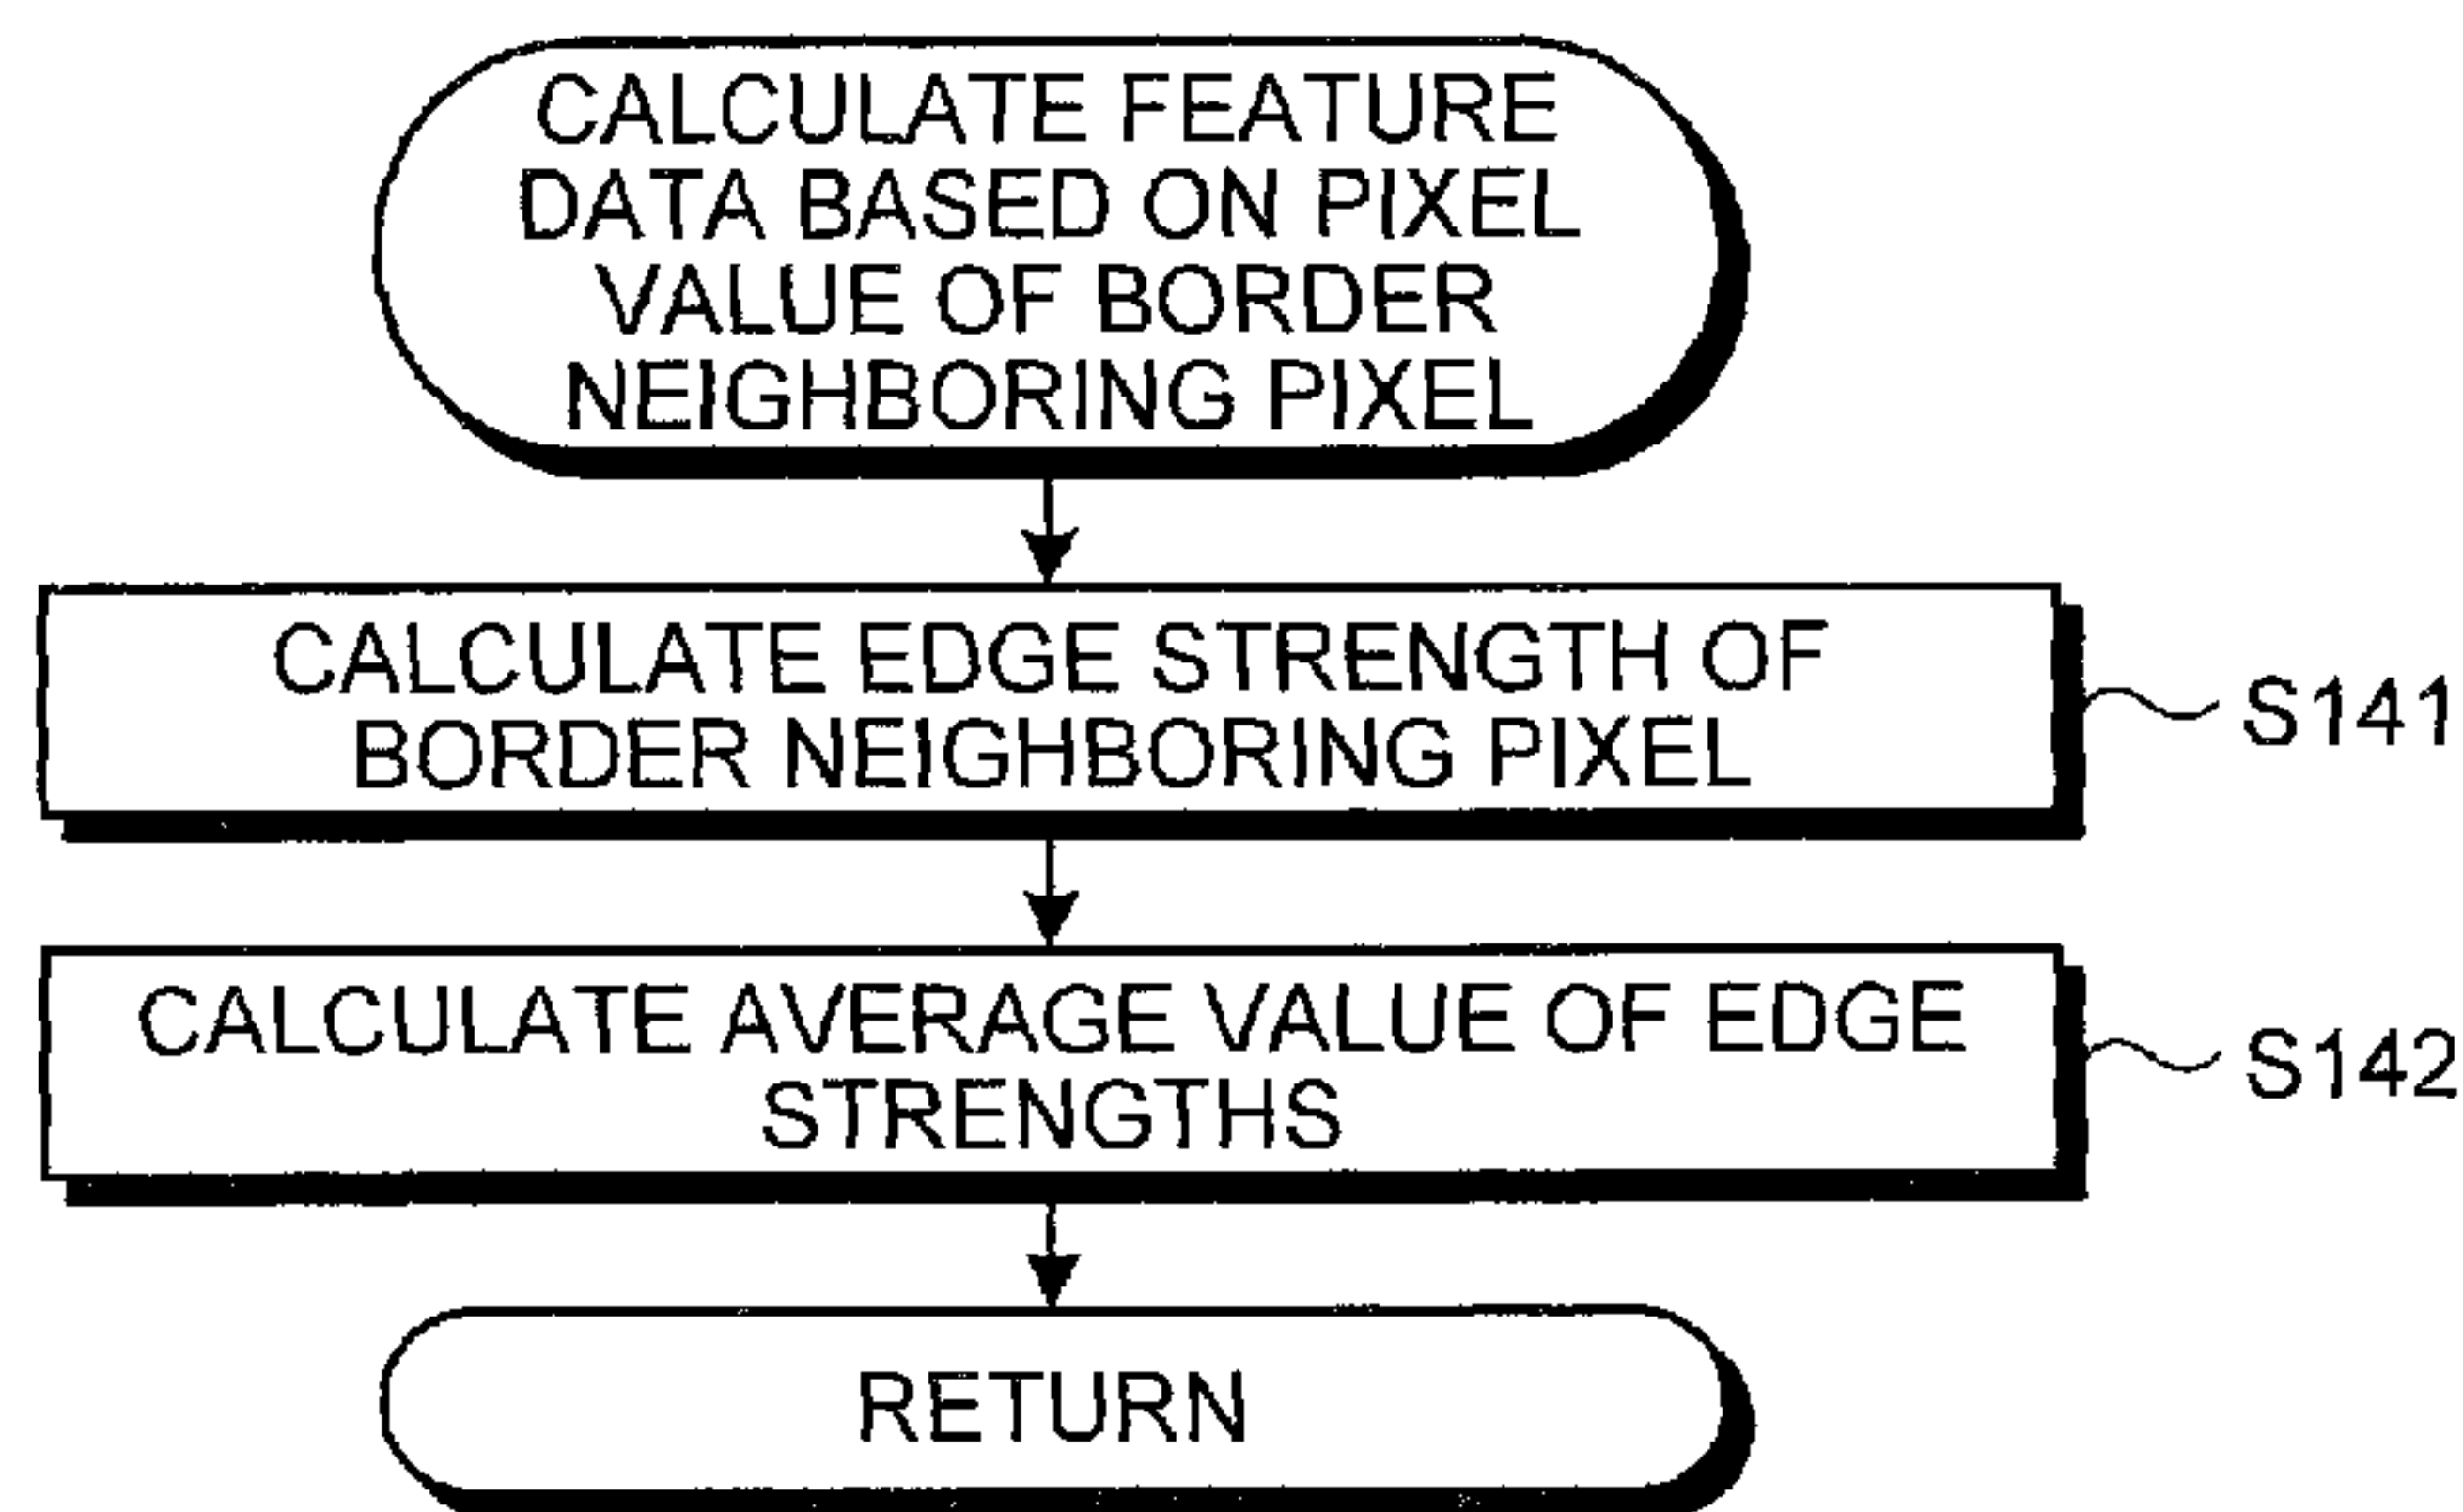 CALCULATE FEATURE
DATA BASED ON PIXEL
VALUE OF BORDER
NEIGHBORING PIXEL
CALCULATE EDGE STRENGTH OF
BORDER NEIGHBORING PIXEL
S141
CALCULATE AVERAGE VALUE OF EDGE
STRENGTHS
S142
RETURN